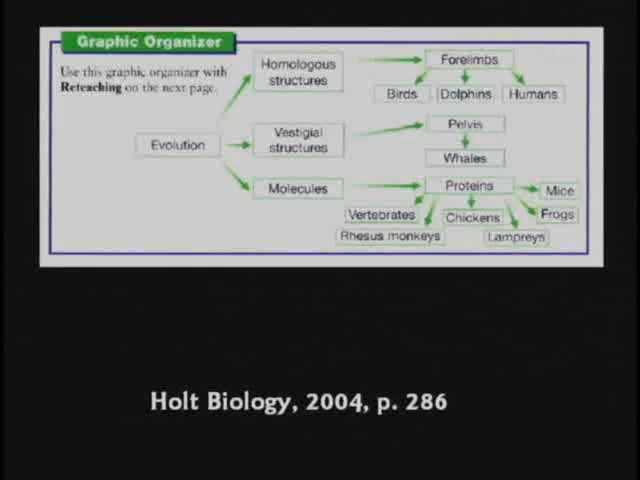 Graphic Organizer
Use this graphic organizer with
Reteaching on the next page.
Evolution
Homologous
structures
Forelimbs
Birds
Dolphins
Humans
Vestigial
structures
Pelvis
Whales
Molecules
Proteins
Mice
Vertebrates
Chickens
Frogs
Rhesus monkeys
Lampreys
Holt Biology, 2004, p. 286